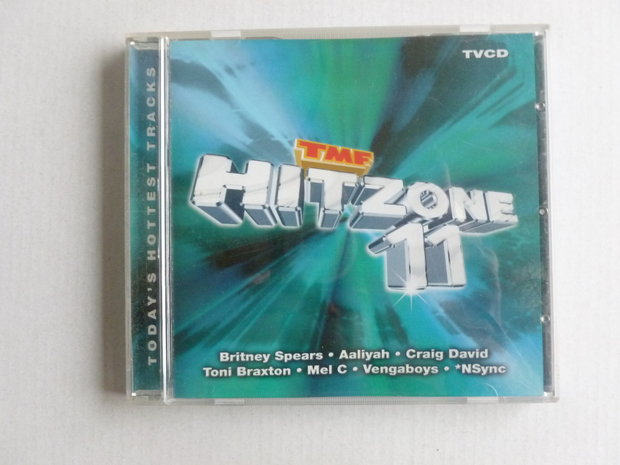 TODAY'S HOTTEST TRACKS
TVCD
TMF
HITZONE
11
Britney Spears • Aaliyah • Craig David
Toni Braxton • Mel C • Vengaboys • *NSync